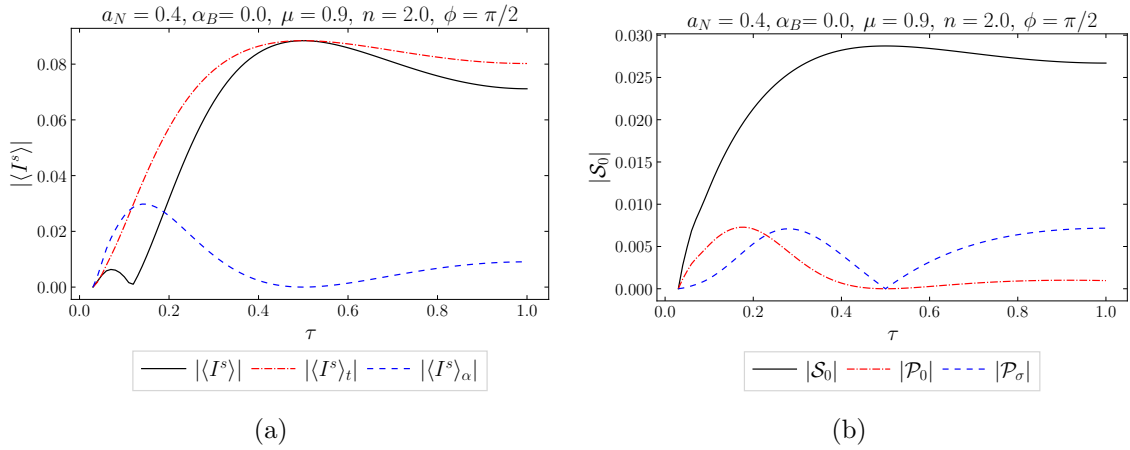 a_N = 0.4, α_B = 0.0, μ = 0.9, n = 2.0, ϕ = π/2
|⟨I^s⟩|
0.08
0.06
0.04
0.02
0.00
0.2 0.4 0.6 0.8 1.0
τ
|⟨I^s⟩| |⟨I^s⟩_t| |⟨I^s⟩_α|
(a)
a_N = 0.4, α_B = 0.0, μ = 0.9, n = 2.0, ϕ = π/2
|𝒮_0|
0.030
0.025
0.020
0.015
0.010
0.005
0.000
0.0 0.2 0.4 0.6 0.8 1.0
τ
|𝒮_0| |𝒫_0| |𝒫_σ|
(b)